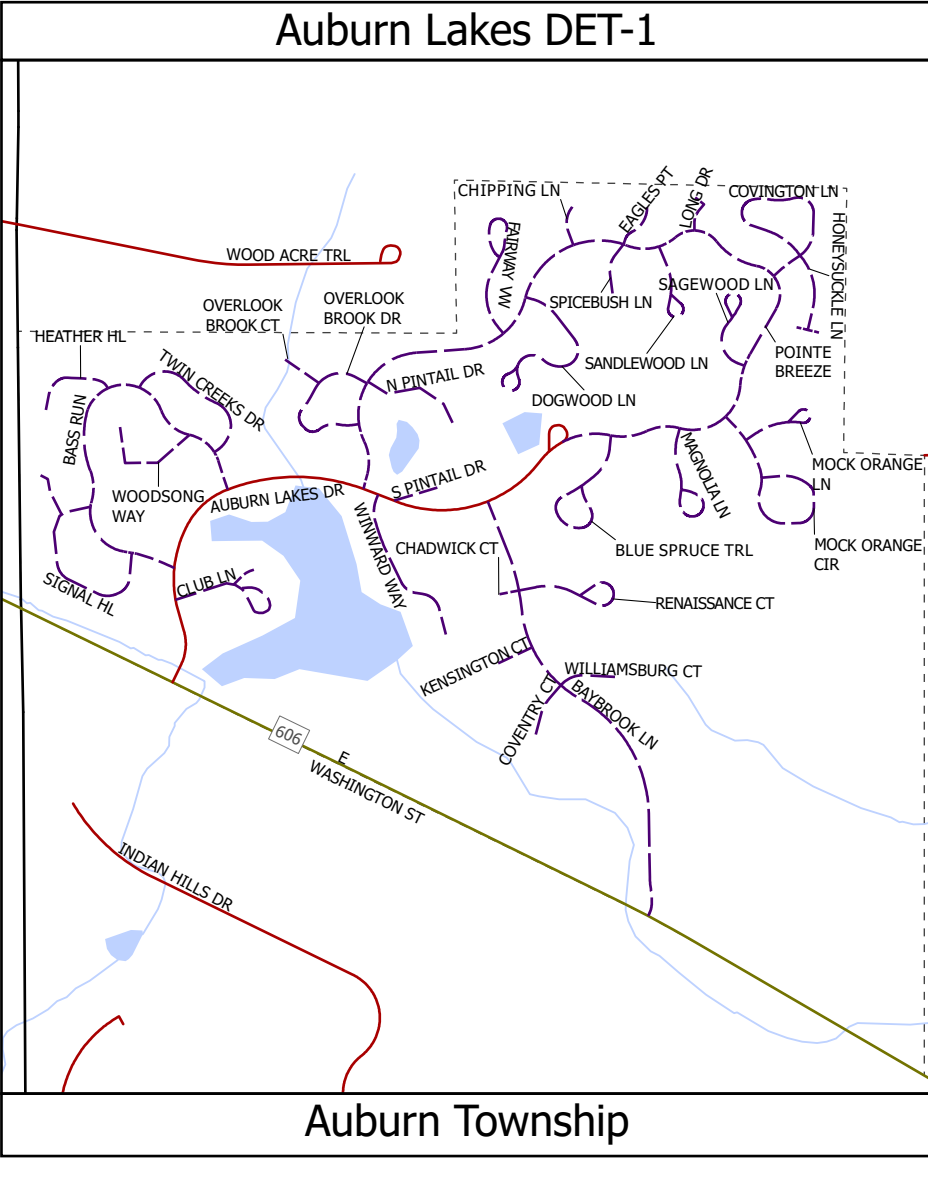 Auburn Lakes DET-1
CHIPPING LN
EAGLES PT
LONG DR
COVINGTON LN
FAIRWAY VW
HONEYSUCKLE LN
WOOD ACRE TRL
SAGEWOOD LN
OVERLOOK
BROOK CT
OVERLOOK
BROOK DR
SPICEBUSH LN
HEATHER HL
TWIN CREEKS DR
N PINTAIL DR
SANDLEWOOD LN
POINTE
BREEZE
DOGWOOD LN
BASS RUN
MAGNOLIA LN
MOCK ORANGE
LN
WOODSONG
WAY
AUBURN LAKES DR
S PINTAIL DR
WINWARD WAY
CHADWICK CT
BLUE SPRUCE TRL
MOCK ORANGE
CIR
SIGNAL HL
CLUB LN
RENAISSANCE CT
KENSINGTON CT
WILLIAMSBURG CT
COVENTRY CT
BAYBROOK LN
606
E
WASHINGTON ST
INDIAN HILLS DR
Auburn Township